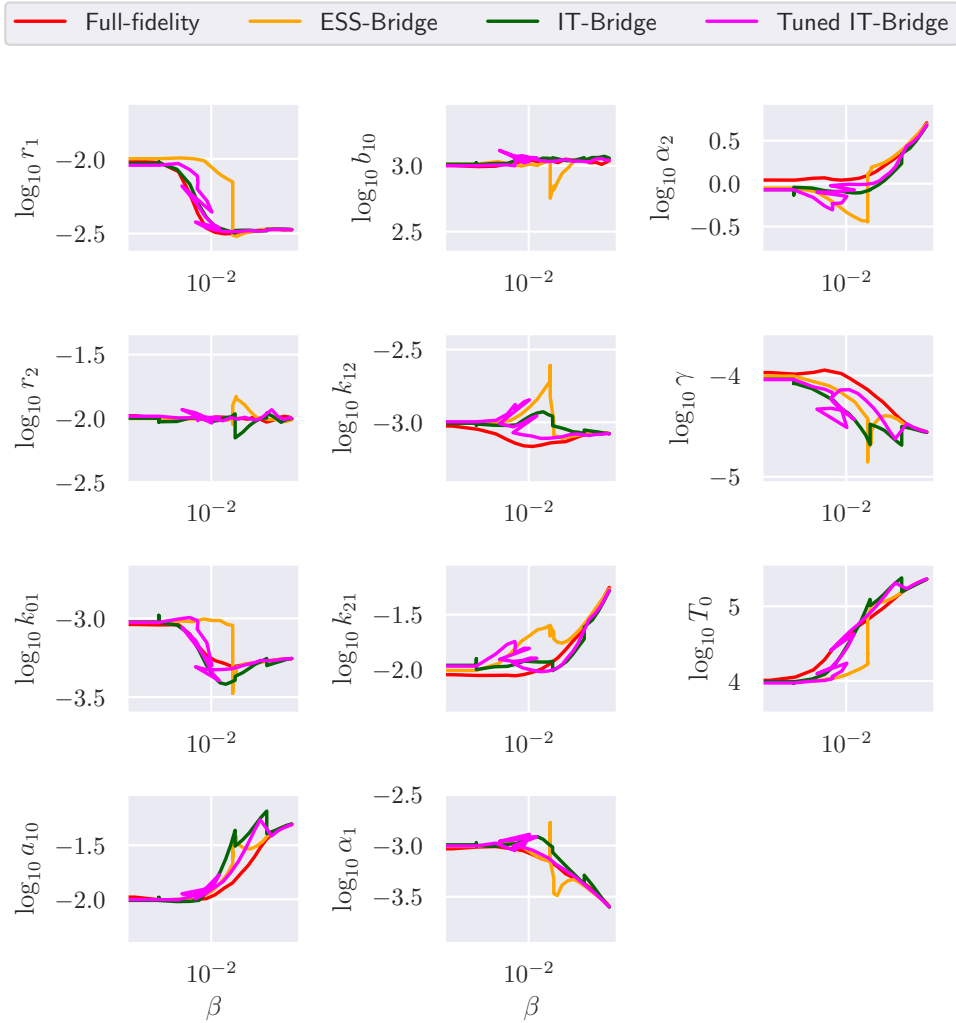 Full-fidelity ESS-Bridge IT-Bridge Tuned IT-Bridge
log₁₀ r₁
−2.0
−2.5
10⁻²
log₁₀ b₁₀
3.0
2.5
10⁻²
log₁₀ α₂
0.5
0.0
−0.5
10⁻²
log₁₀ r₂
−1.5
−2.0
−2.5
10⁻²
log₁₀ k₁₂
−2.5
−3.0
10⁻²
log₁₀ γ
−4
−5
10⁻²
log₁₀ k₀₁
−3.0
−3.5
10⁻²
log₁₀ k₂₁
−1.5
−2.0
10⁻²
log₁₀ T₀
5
4
10⁻²
log₁₀ a₁₀
−1.5
−2.0
10⁻²
β
log₁₀ α₁
−2.5
−3.0
−3.5
10⁻²
β